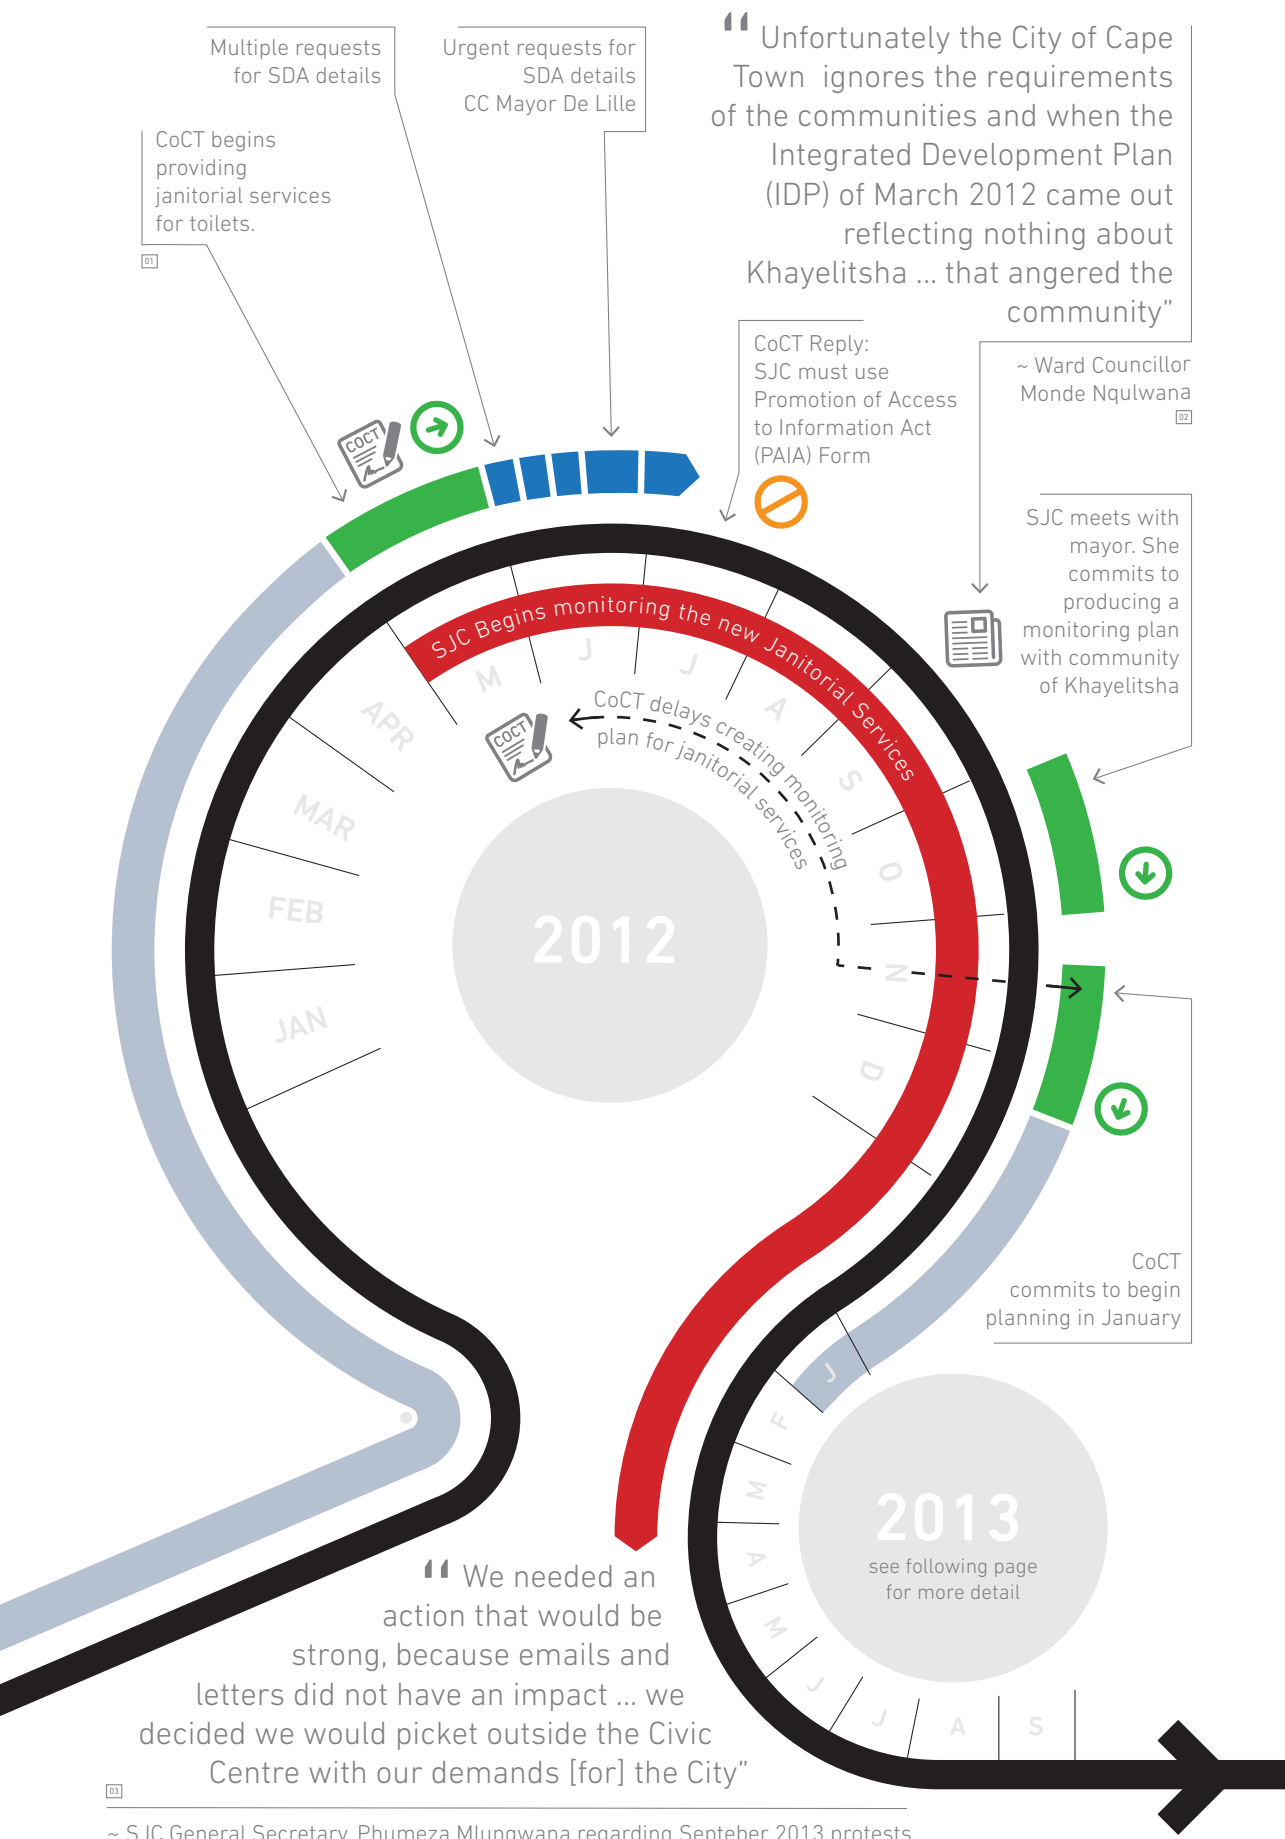 Multiple requests
for SDA details
Urgent requests for
SDA details
CC Mayor De Lille
“ Unfortunately the City of Cape
Town ignores the requirements
of the communities and when the
Integrated Development Plan
(IDP) of March 2012 came out
reflecting nothing about
Khayelitsha ... that angered the
community”
~ Ward Councillor
Monde Nqulwana
02
CoCT begins
providing
janitorial services
for toilets.
01
CoCT Reply:
SJC must use
Promotion of Access
to Information Act
(PAIA) Form
COCT
SJC meets with
mayor. She
commits to
producing a
monitoring plan
with community
of Khayelitsha
SJC Begins monitoring the new Janitorial Services
CoCT delays creating monitoring
plan for janitorial services
COCT
JAN
FEB
MAR
APR
M
J
J
A
S
O
N
D
2012
CoCT
commits to begin
planning in January
J
F
M
A
M
J
J
A
S
2013
see following page
for more detail
“ We needed an
action that would be
strong, because emails and
letters did not have an impact ... we
decided we would picket outside the Civic
Centre with our demands [for] the City”
03
~ SJC General Secretary, Phumeza Mlungwana regarding Septeber 2013 protests